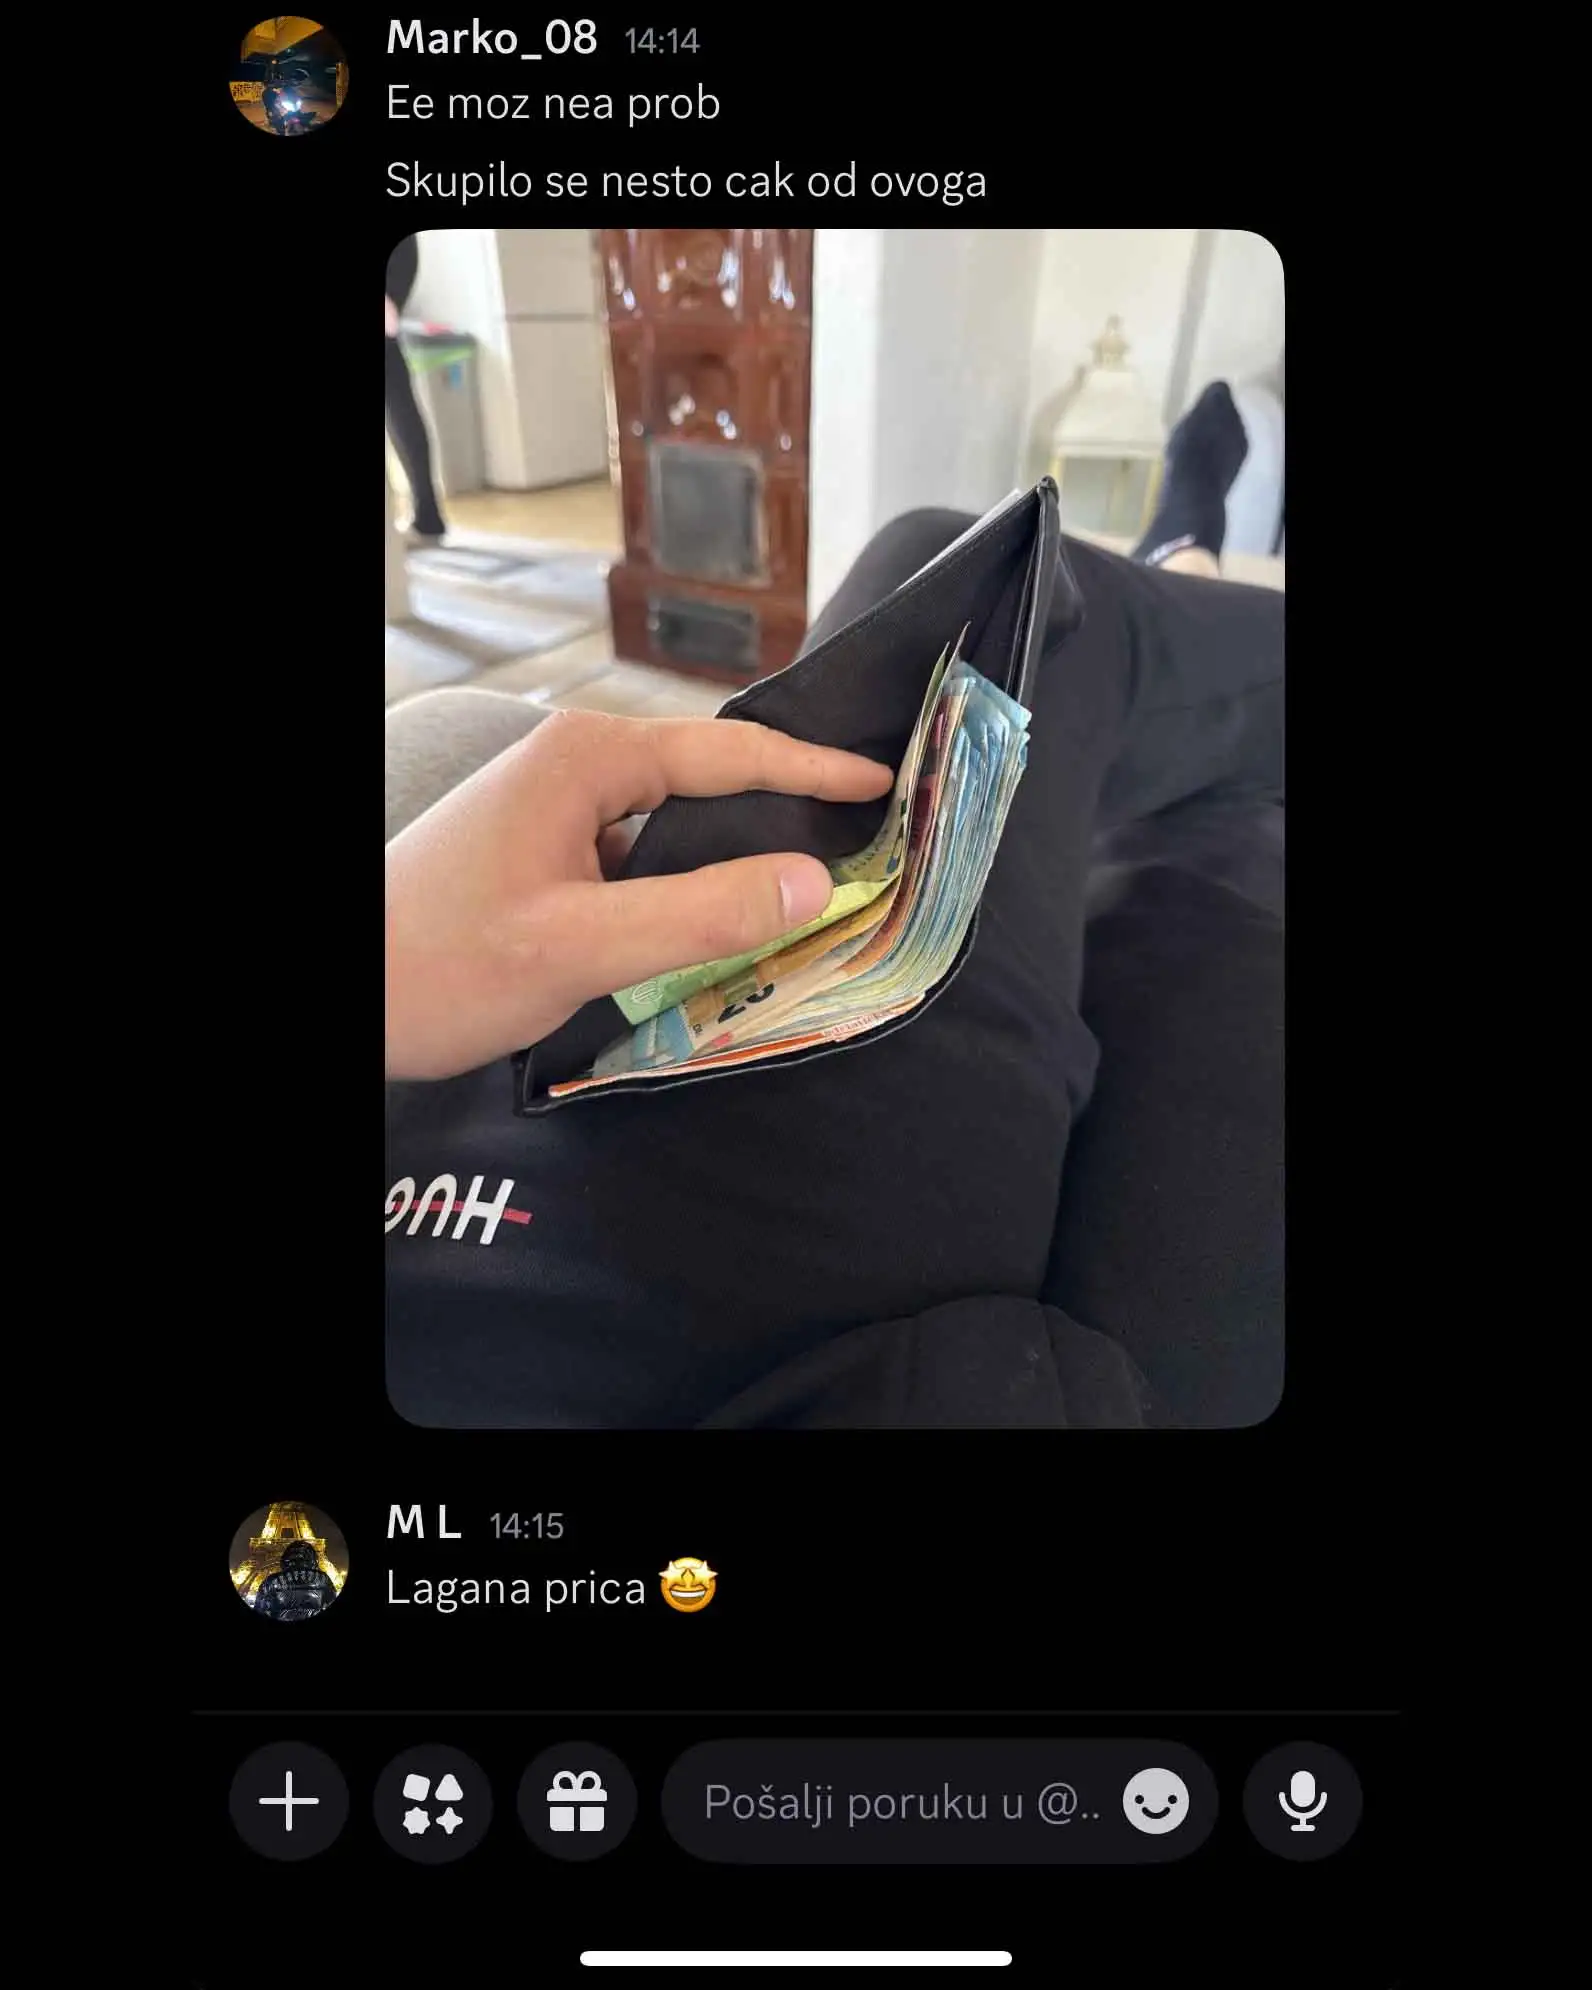 Marko_08 14:14
Ee moz nea prob
Skupilo se nesto cak od ovoga
20
HUG
M L 14:15
Lagana prica 🤩
Pošalji poruku u @..